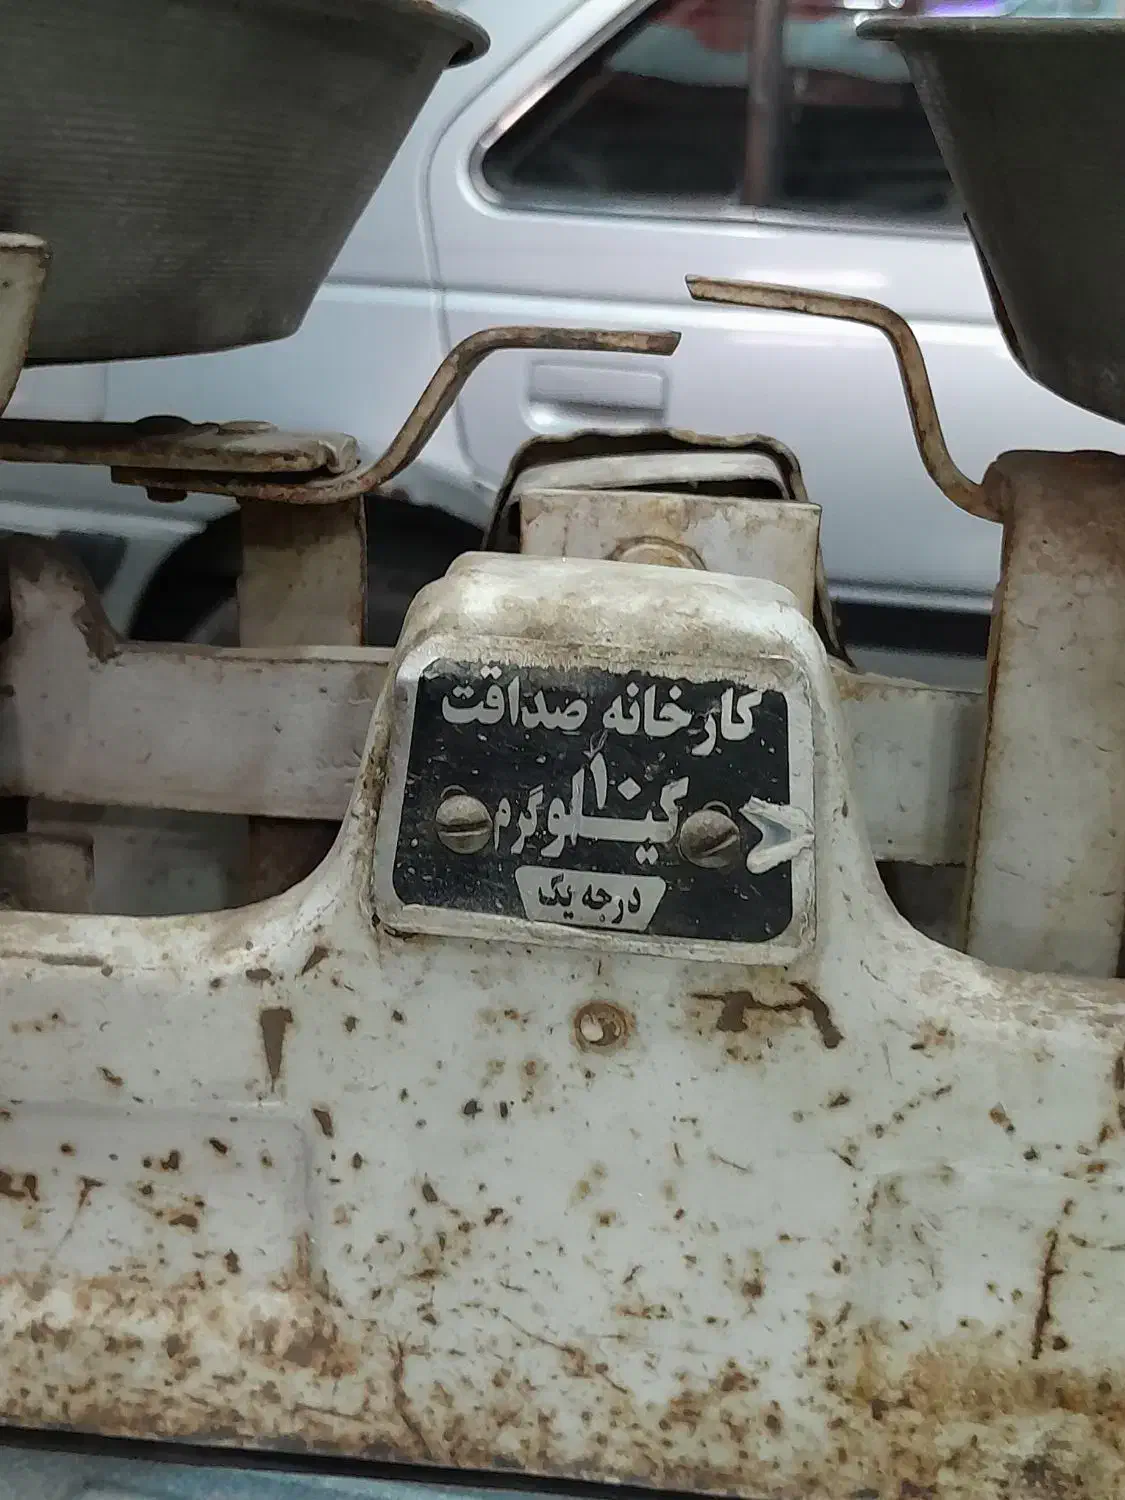 کارخانه صداقت
۱۰
کیلوگرم
درجه یک